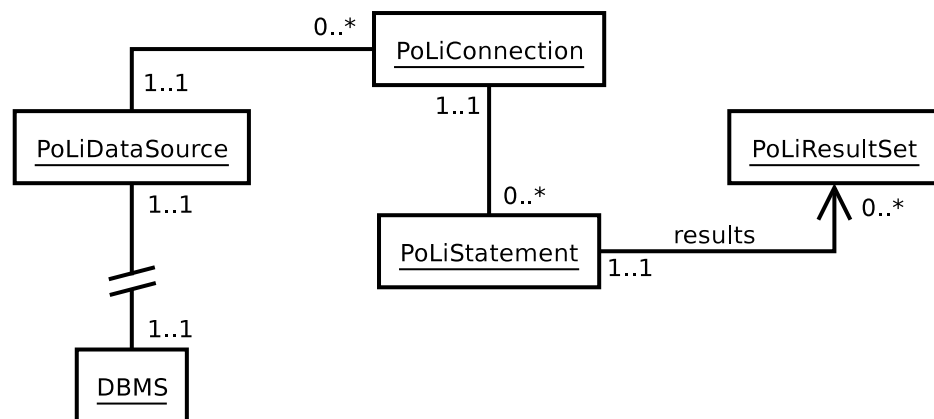 0..*
PoLiConnection
1..1
1..1
PoLiDataSource
PoLiResultSet
1..1
0..*
0..*
results
PoLiStatement
1..1
1..1
DBMS